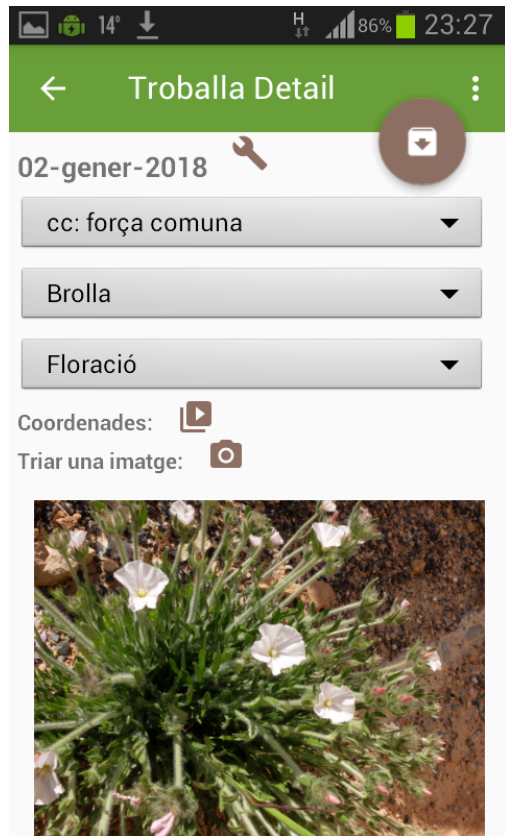 14° H 86% 23:27
Troballa Detail
02-gener-2018
cc: força comuna
Brolla
Floració
Coordenades:
Triar una imatge: